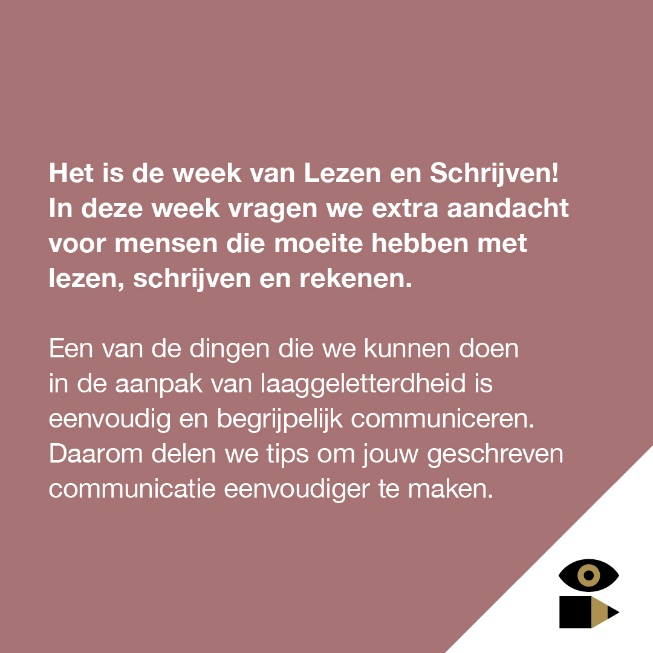 Het is de week van Lezen en Schrijven!
In deze week vragen we extra aandacht
voor mensen die moeite hebben met
lezen, schrijven en rekenen.
Een van de dingen die we kunnen doen
in de aanpak van laaggeletterdheid is
eenvoudig en begrijpelijk communiceren.
Daarom delen we tips om jouw geschreven
communicatie eenvoudiger te maken.